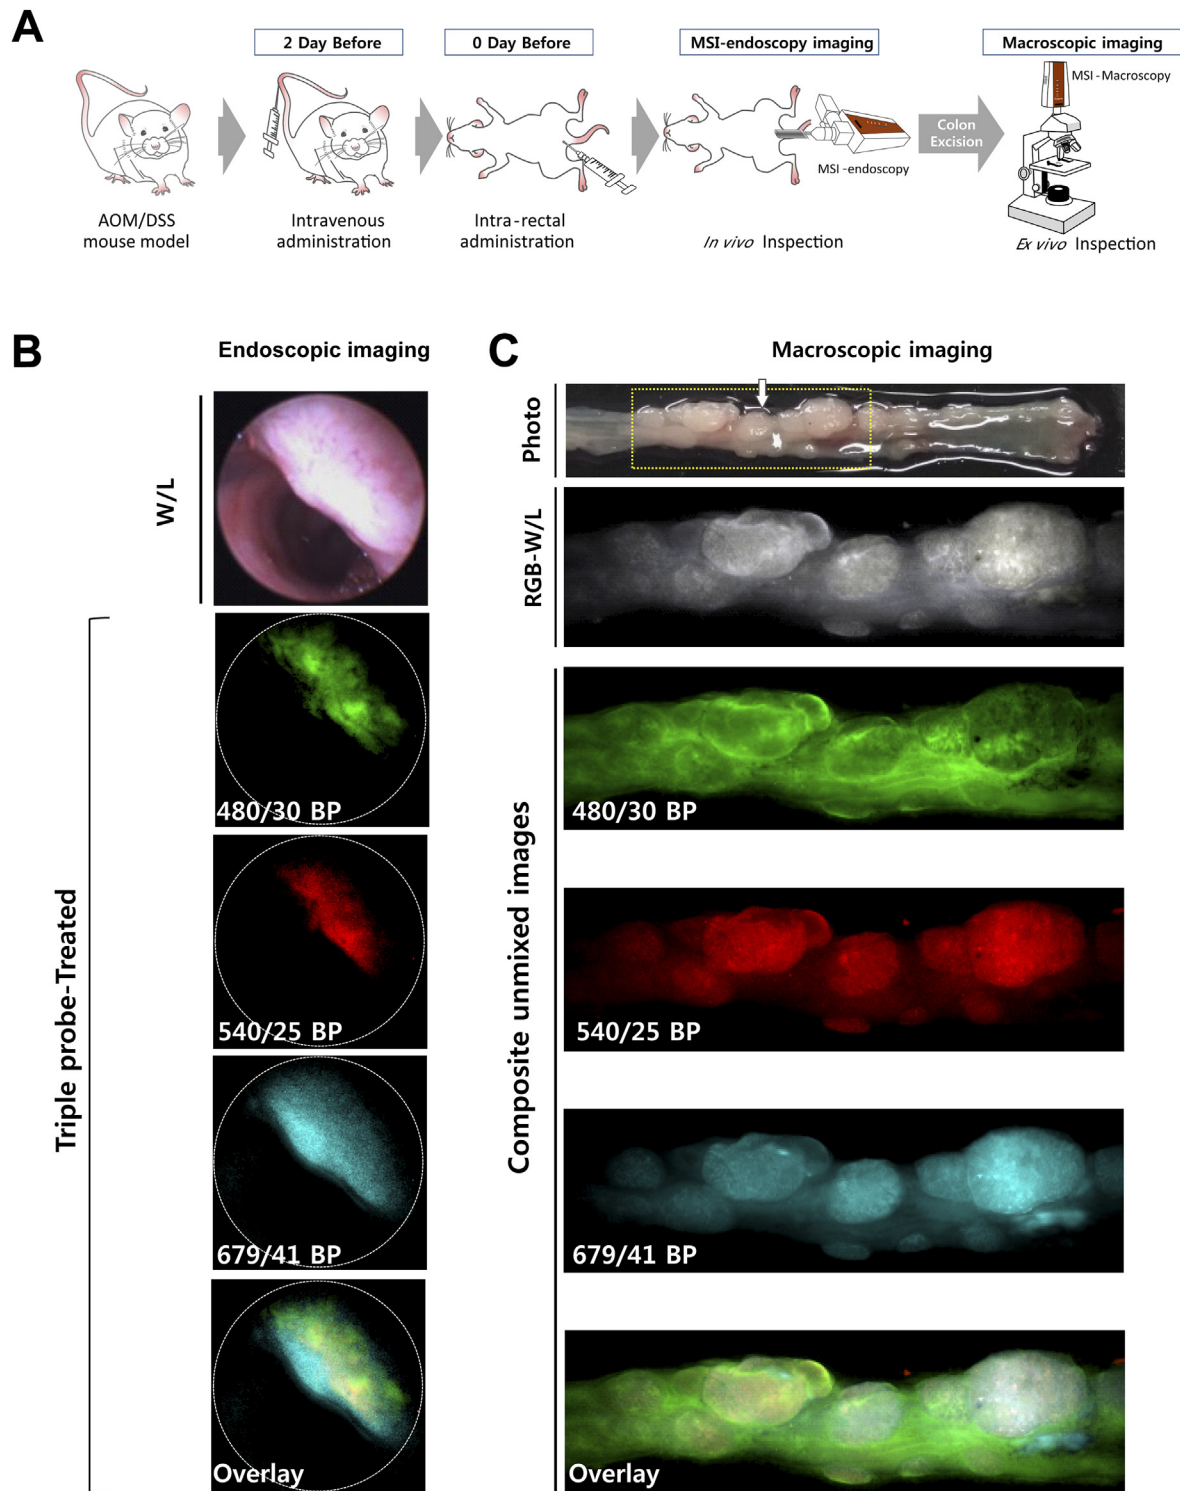 A
2 Day Before
0 Day Before
MSI-endoscopy imaging
Macroscopic imaging
MSI-Macroscopy
MSI-endoscopy
Colon
Excision
AOM/DSS
mouse model
Intravenous
administration
Intra-rectal
administration
In vivo Inspection
Ex vivo Inspection
B
Endoscopic imaging
W/L
Triple probe-Treated
480/30 BP
540/25 BP
679/41 BP
Overlay
C
Macroscopic imaging
Photo
RGB-W/L
Composite unmixed images
480/30 BP
540/25 BP
679/41 BP
Overlay